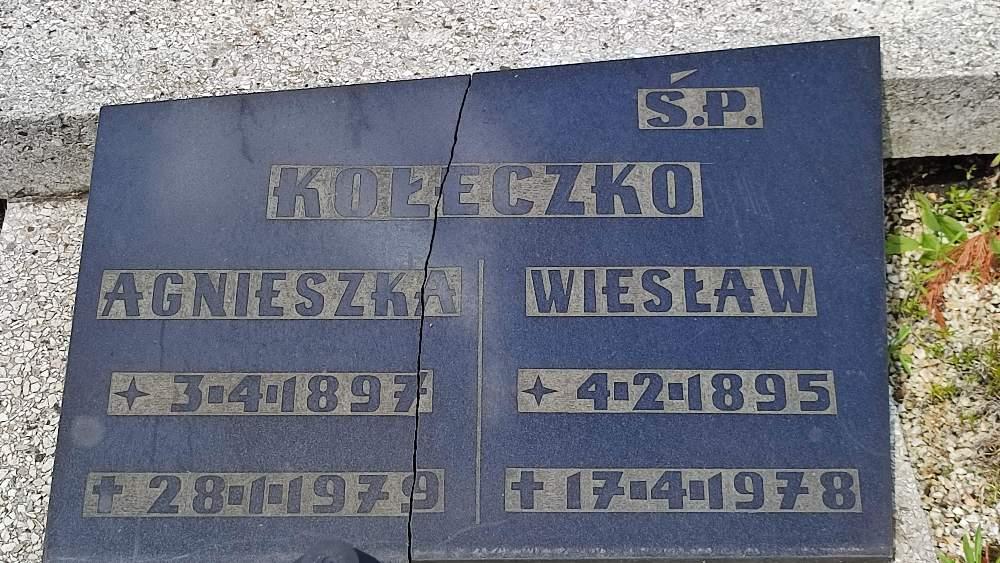 Ś.P.
KOŁECZKO
AGNIESZKA WIESŁAW
3.4.1897 4.2.1895
28.1.1979 17.4.1978